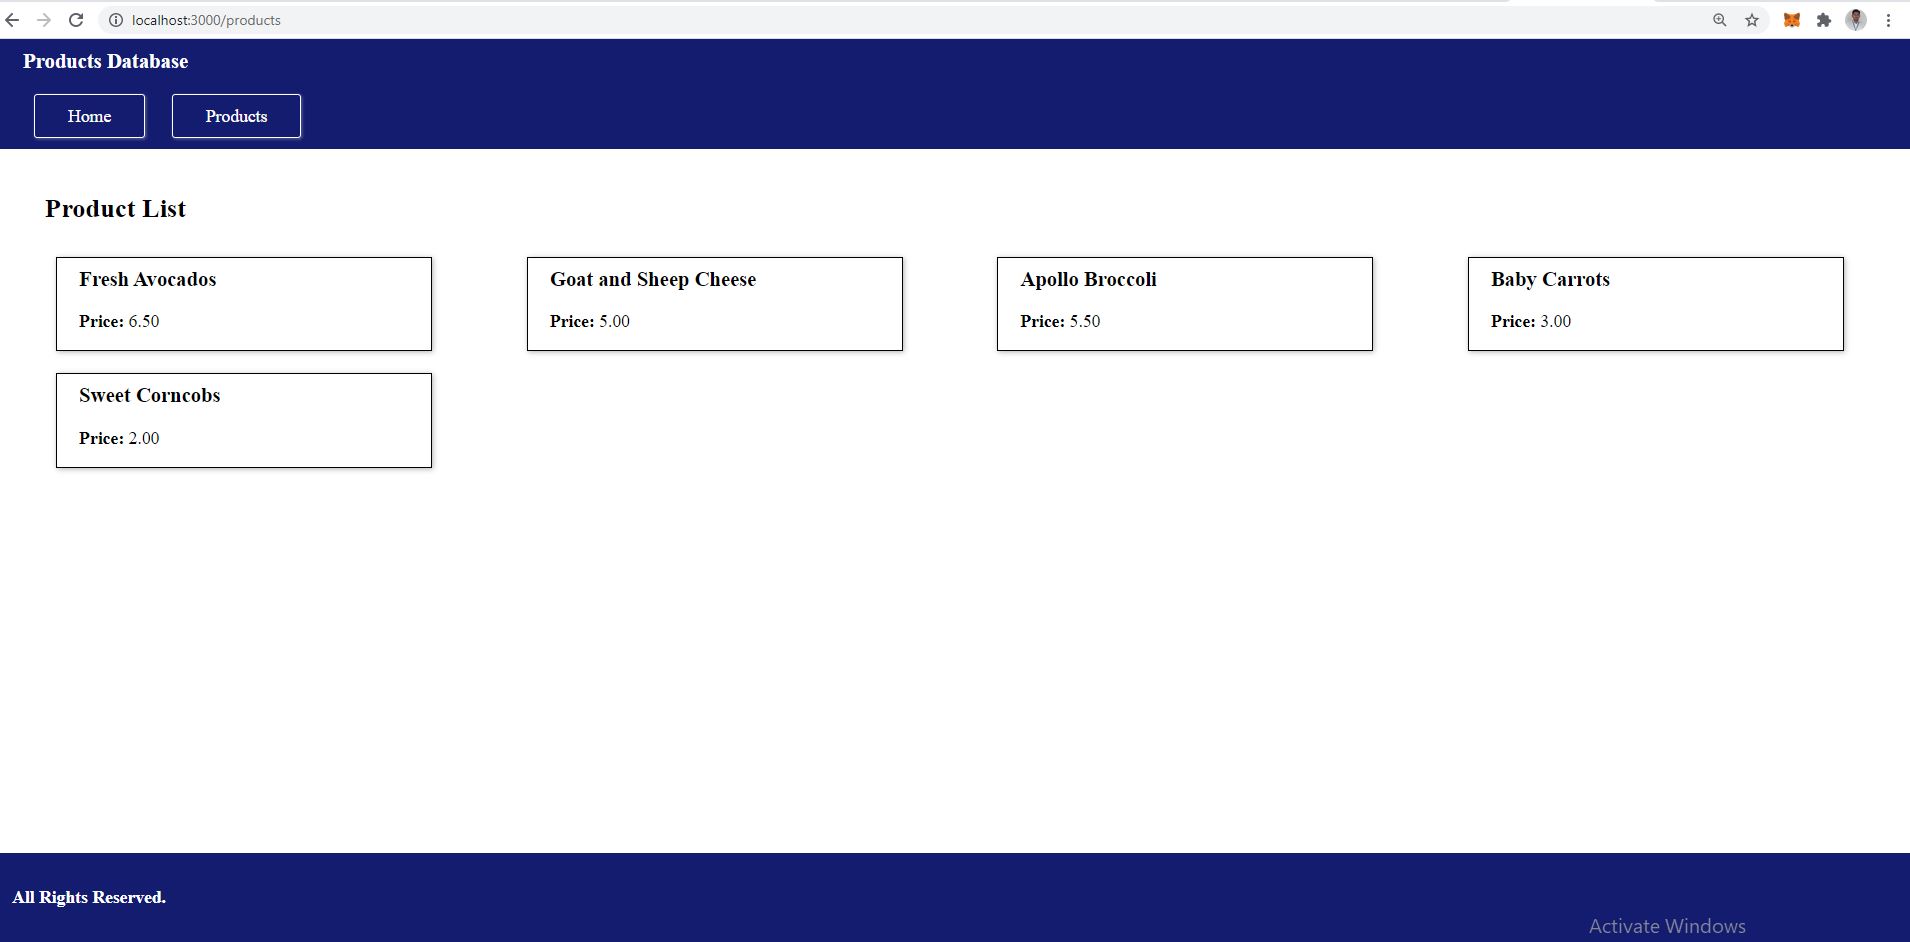 localhost:3000/products
Products Database
Home Products
Product List
Fresh Avocados
Price: 6.50
Goat and Sheep Cheese
Price: 5.00
Apollo Broccoli
Price: 5.50
Baby Carrots
Price: 3.00
Sweet Corncobs
Price: 2.00
All Rights Reserved.
Activate Windows